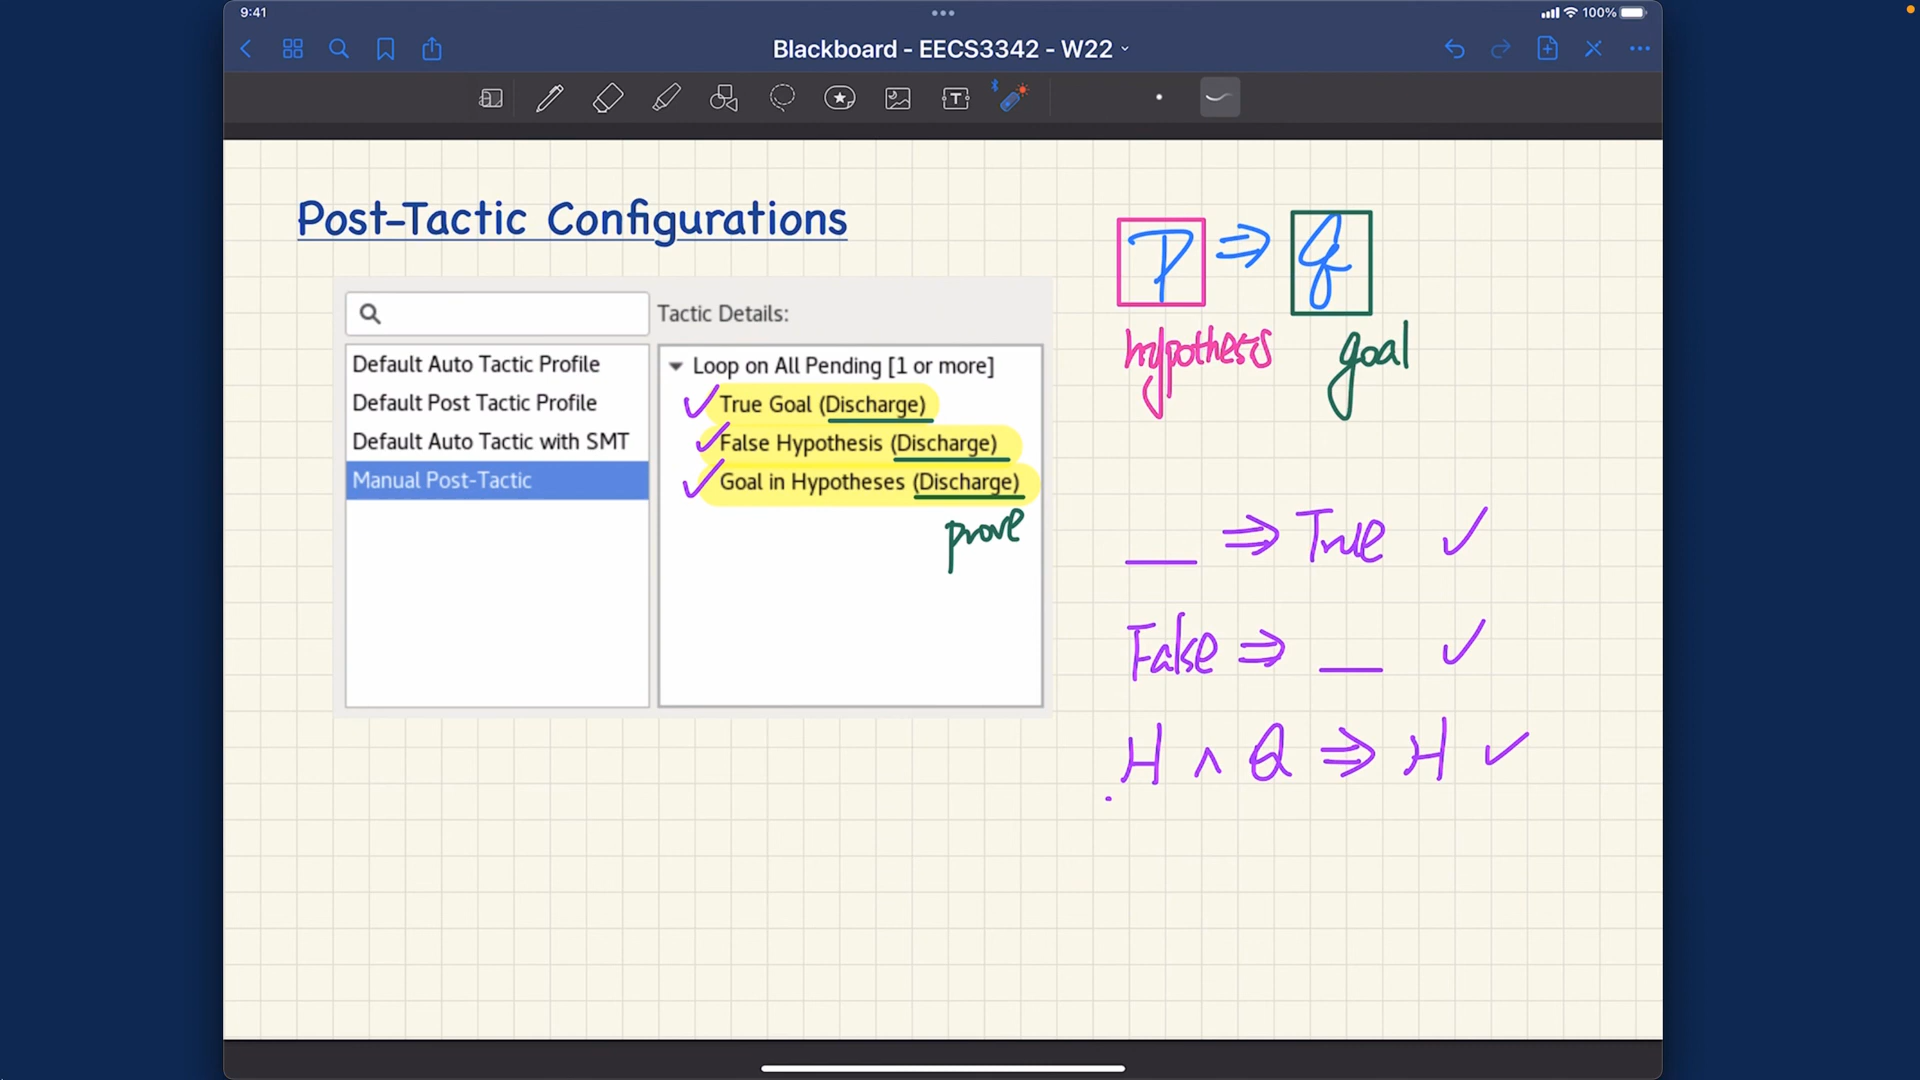 9:41
100%
Blackboard - EECS3342 - W22
Post-Tactic Configurations
Tactic Details:
Default Auto Tactic Profile
Default Post Tactic Profile
Default Auto Tactic with SMT
Manual Post-Tactic
Loop on All Pending [1 or more]
✓ True Goal (Discharge)
✓ False Hypothesis (Discharge)
✓ Goal in Hypotheses (Discharge)
prove
P ⇒ q
hypothesis goal
__ ⇒ True ✓
False ⇒ __ ✓
H ∧ Q ⇒ H ✓